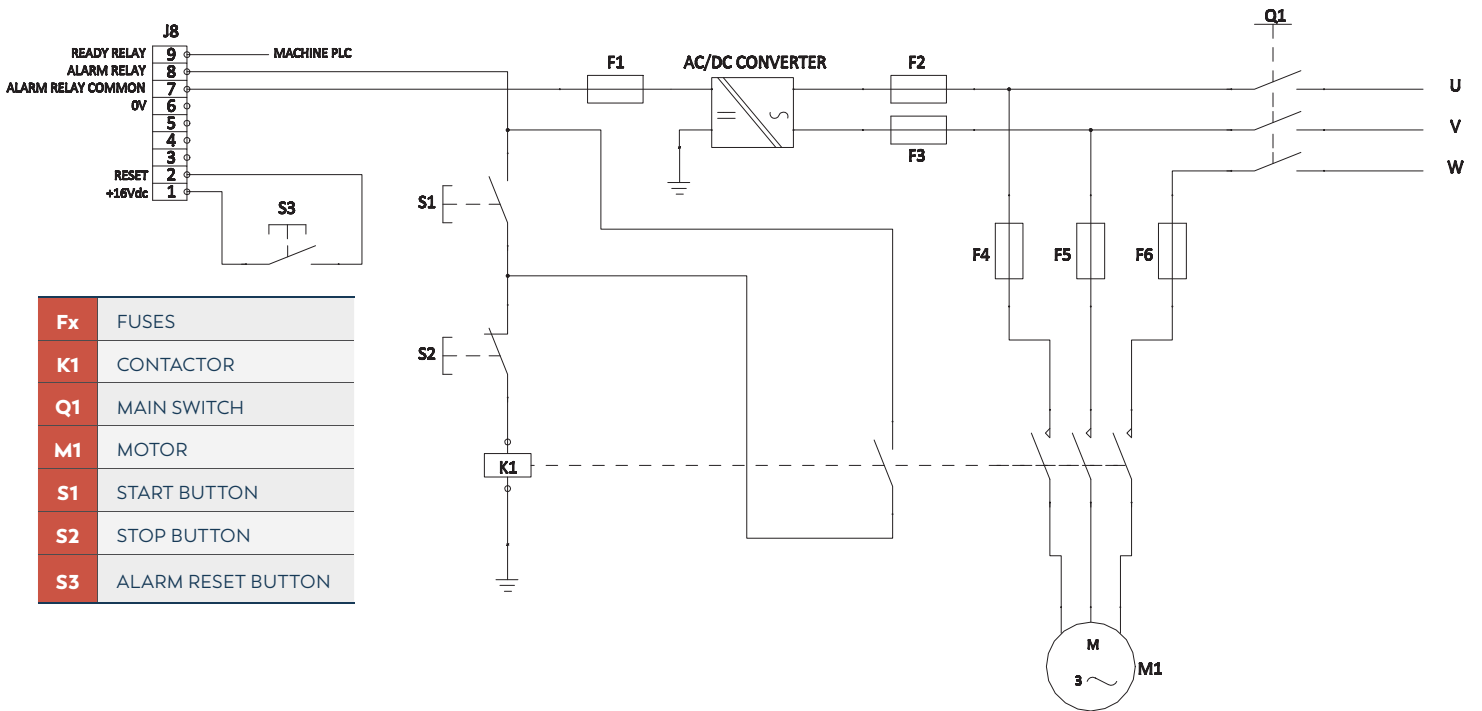 J8
READY RELAY 9 MACHINE PLC
ALARM RELAY 8
ALARM RELAY COMMON 7
0V 6
5
4
3
RESET 2
+16Vdc 1
S3
F1
AC/DC CONVERTER
F2
F3
Q1
U
V
W
S1
F4
F5
F6
S2
K1
M
3
M1
Fx FUSES
K1 CONTACTOR
Q1 MAIN SWITCH
M1 MOTOR
S1 START BUTTON
S2 STOP BUTTON
S3 ALARM RESET BUTTON